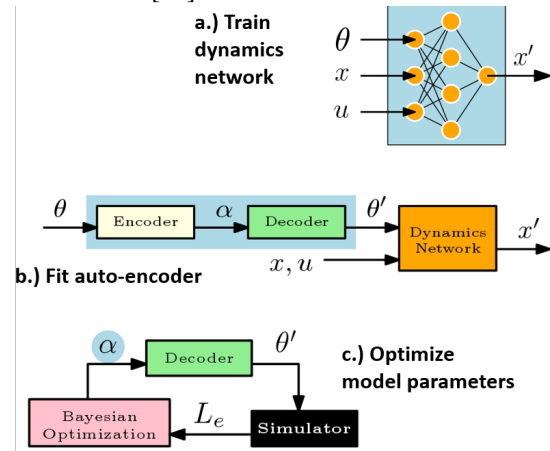 a.) Train
dynamics
network
θ
x
u
x′
θ
Encoder
α
Decoder
θ′
Dynamics
Network
x′
x, u
b.) Fit auto-encoder
α
Decoder
θ′
c.) Optimize
model parameters
Bayesian
Optimization
L_e
Simulator